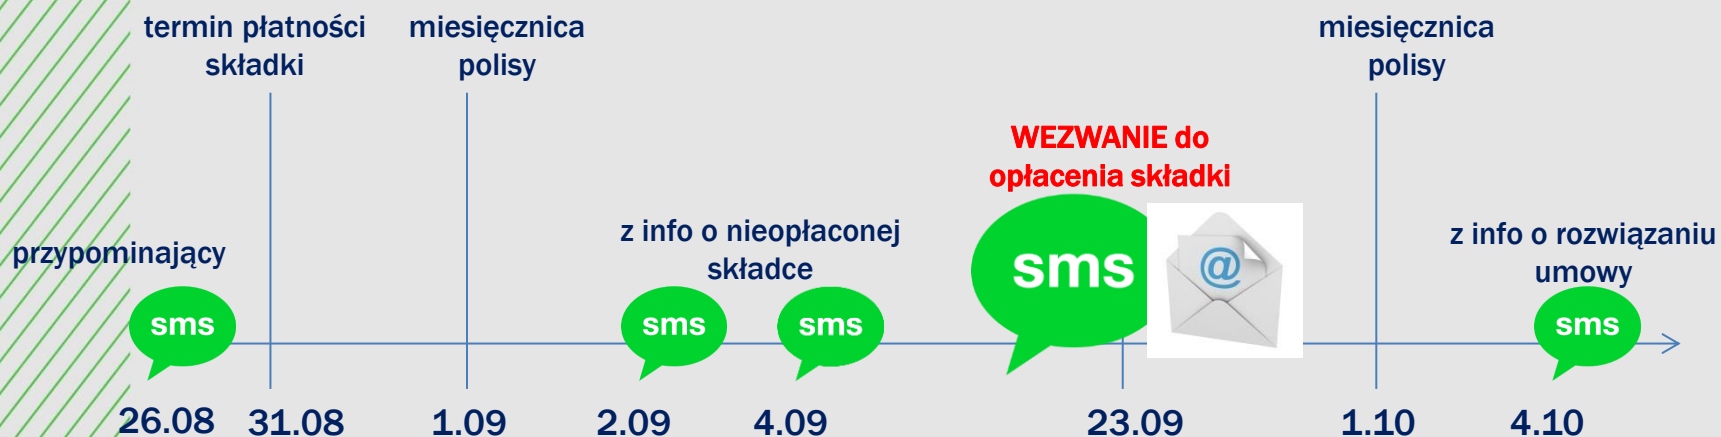 termin płatności
składki
miesięcznica
polisy
miesięcznica
polisy
WEZWANIE do
opłacenia składki
przypominający
z info o nieopłaconej
składce
z info o rozwiązaniu
umowy
sms
sms
sms
sms
@
sms
26.08
31.08
1.09
2.09
4.09
23.09
1.10
4.10